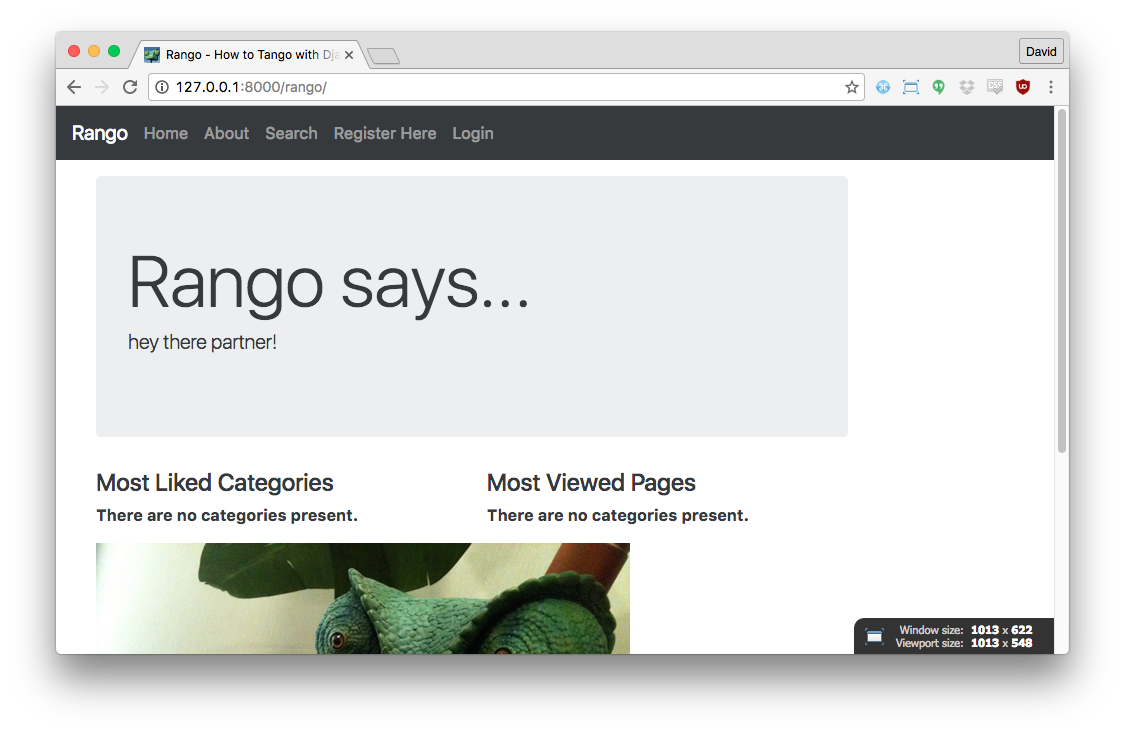 Rango - How to Tango with Dja
David
127.0.0.1:8000/rango/
Rango Home About Search Register Here Login
Rango says...
hey there partner!
Most Liked Categories Most Viewed Pages
There are no categories present. There are no categories present.
Window size: 1013 x 622
Viewport size: 1013 x 548